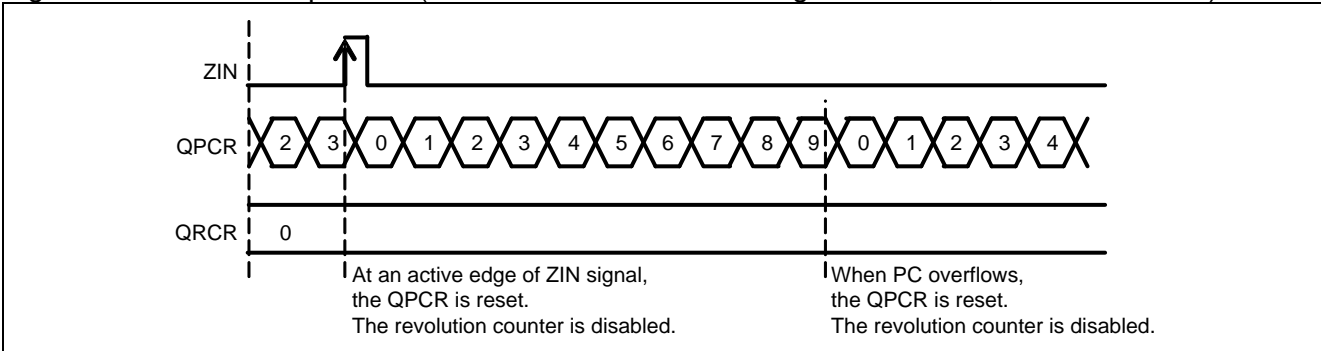 ZIN
QPCR 2 3 0 1 2 3 4 5 6 7 8 9 0 1 2 3 4
QRCR 0
At an active edge of ZIN signal,
the QPCR is reset.
The revolution counter is disabled.
When PC overflows,
the QPCR is reset.
The revolution counter is disabled.